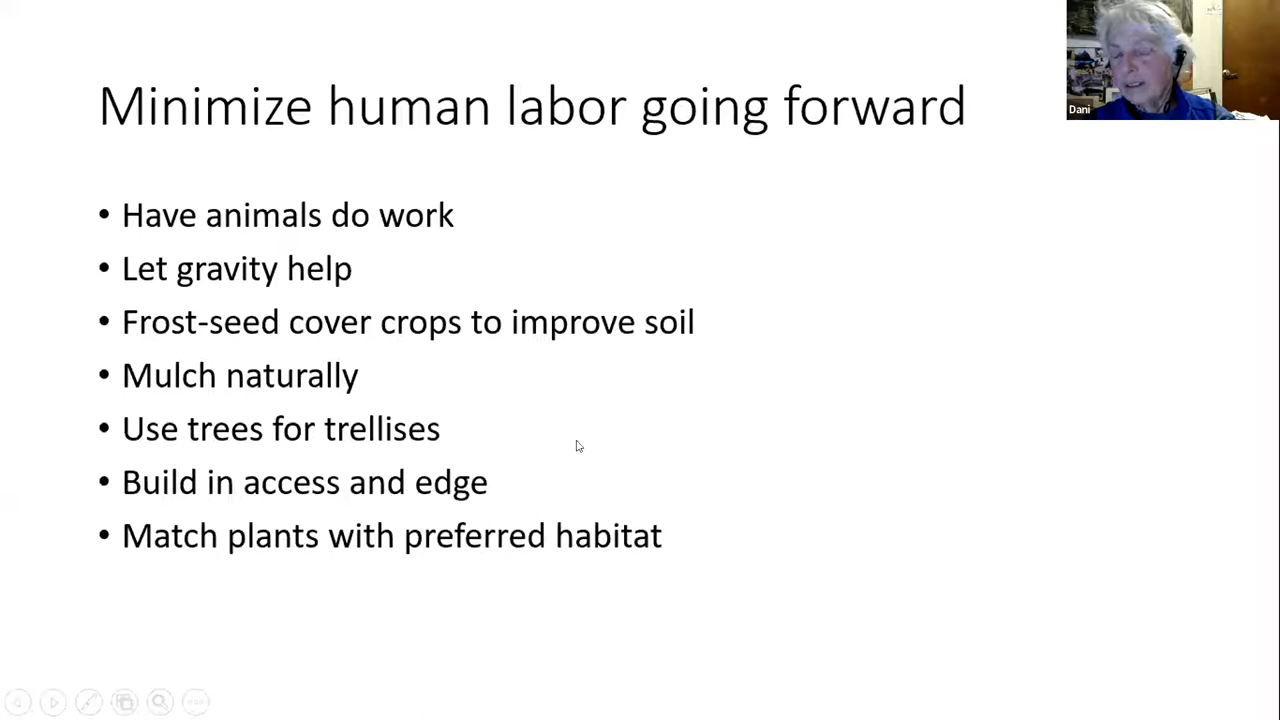 Minimize human labor going forward
• Have animals do work
• Let gravity help
• Frost-seed cover crops to improve soil
• Mulch naturally
• Use trees for trellises
• Build in access and edge
• Match plants with preferred habitat
Dani